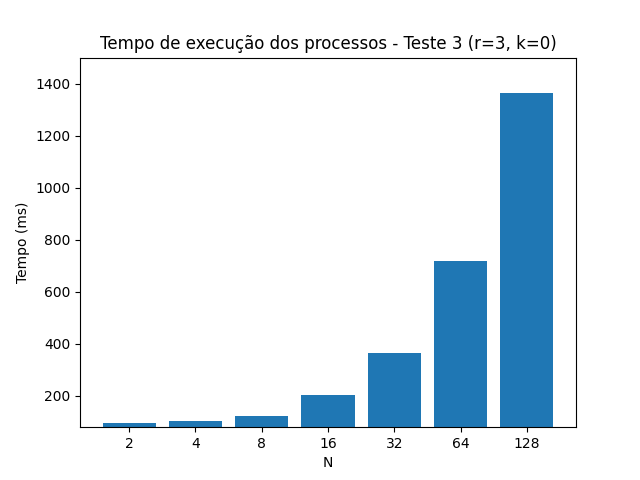 Tempo de execução dos processos - Teste 3 (r=3, k=0)
1400
1200
1000
800
600
400
200
Tempo (ms)
2 4 8 16 32 64 128
N